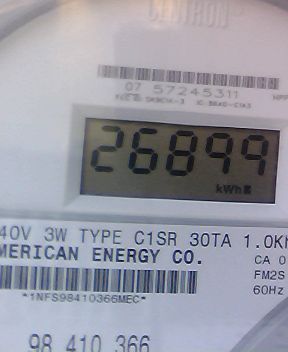 CENTRON®
07 57245311
26899
kWh
40V 3W TYPE C1SR 30TA 1.0K
MERICAN ENERGY CO.
CA 0
FM2S
60Hz
*1NFS98410366MEC*
98 410 366